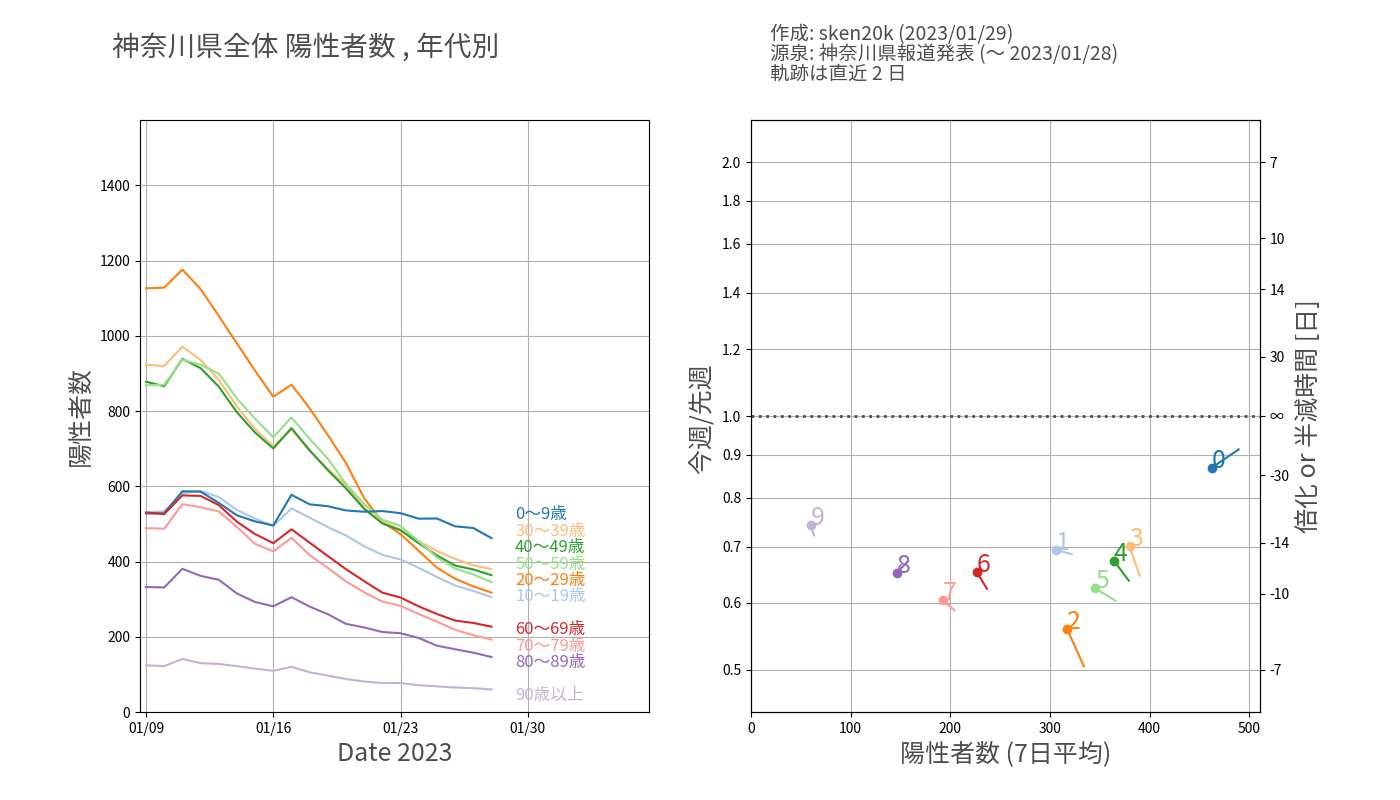 神奈川県全体 陽性者数 , 年代別
作成: sken20k (2023/01/29)
源泉: 神奈川県報道発表 (〜 2023/01/28)
軌跡は直近 2 日
陽性者数
1400
1200
1000
800
600
400
200
0
0〜9歳
30〜39歳
40〜49歳
50〜59歳
20〜29歳
10〜19歳
60〜69歳
70〜79歳
80〜89歳
90歳以上
01/09 01/16 01/23 01/30
Date 2023
今週/先週
2.0
1.8
1.6
1.4
1.2
1.0
0.9
0.8
0.7
0.6
0.5
0
9
1
3
4
8
6
5
7
2
7
10
14
30
∞
-30
-14
-10
-7
倍化 or 半減時間 [日]
0 100 200 300 400 500
陽性者数 (7日平均)